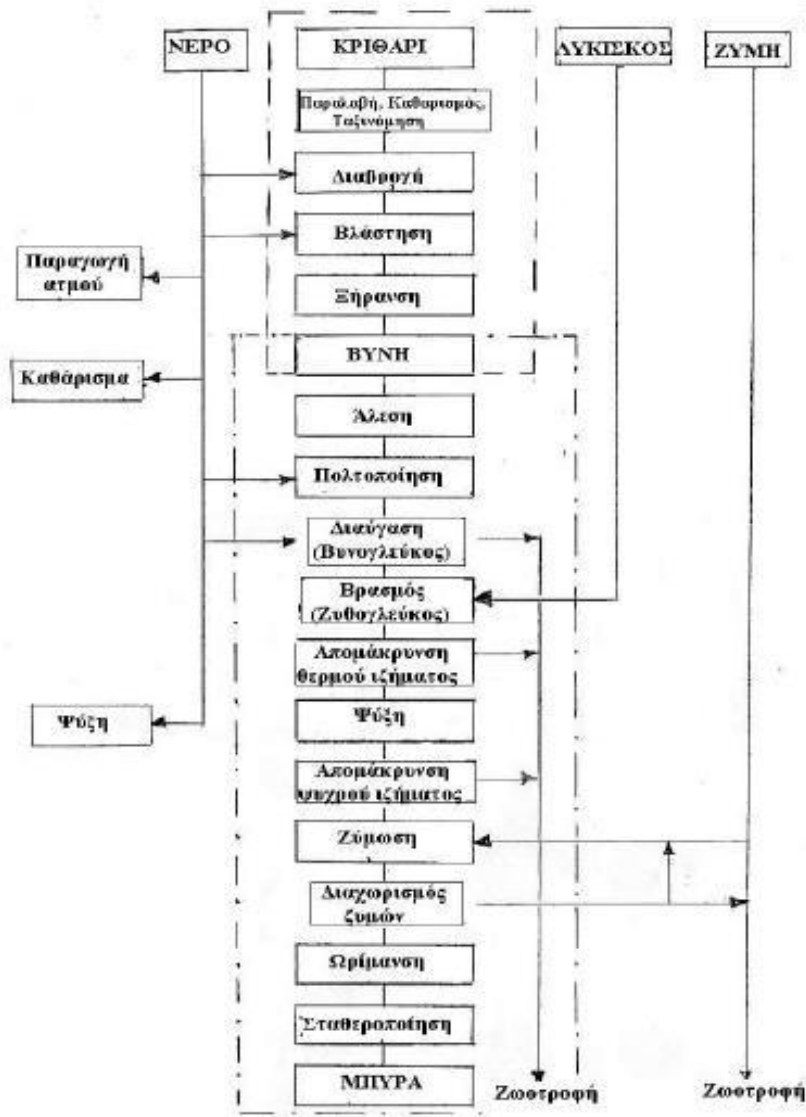 ΝΕΡΟ
ΚΡΙΘΑΡΙ
ΛΥΚΙΣΚΟΣ
ΖΥΜΗ
Παραλαβή, Καθαρισμός,
Ταξινόμηση
Διαβροχή
Βλάστηση
Παραγωγή
ατμού
Ξήρανση
ΒΥΝΗ
Καθάρισμα
Άλεση
Πολτοποίηση
Διαύγαση
(Βυνογλεύκος)
Βρασμός
(Ζυθογλεύκος)
Απομάκρυνση
θερμού ιζήματος
Ψύξη
Ψύξη
Απομάκρυνση
ψυχρού ιζήματος
Ζύμωση
Διαχωρισμός
ζυμών
Ωρίμανση
Σταθεροποίηση
ΜΠΥΡΑ
Ζωοτροφή
Ζωοτροφή